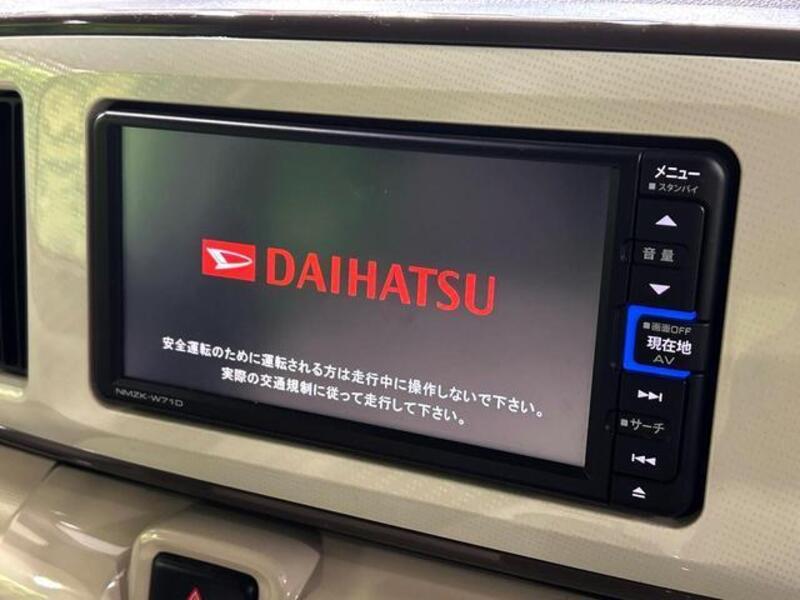 DAIHATSU
安全運転のために運転される方は走行中に操作しないで下さい。
実際の交通規制に従って走行して下さい。
NMZK-W71D
メニュー
スタンバイ
音量
画面OFF
現在地
AV
サーチ